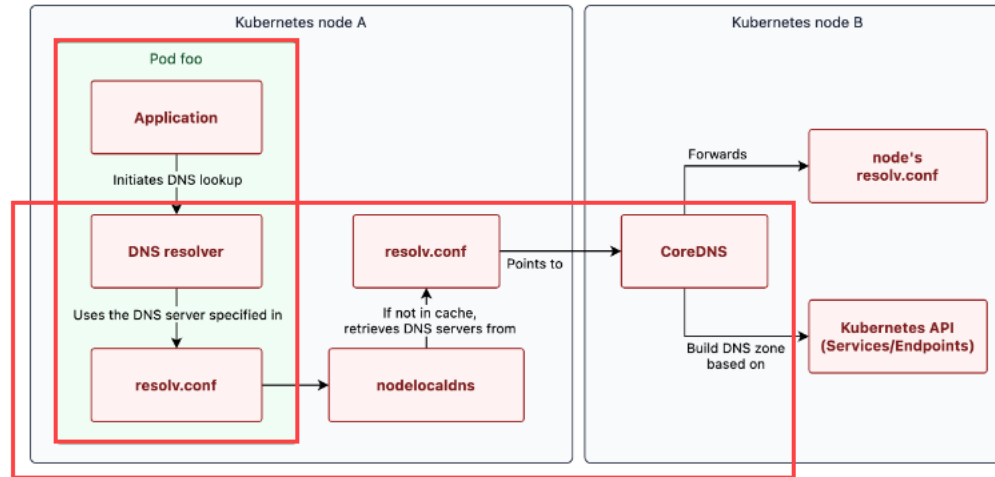 Kubernetes node A
Kubernetes node B
Pod foo
Application
Initiates DNS lookup
DNS resolver
Uses the DNS server specified in
resolv.conf
nodelocaldns
If not in cache,
retrieves DNS servers from
resolv.conf
Points to
CoreDNS
Forwards
node's
resolv.conf
Build DNS zone
based on
Kubernetes API
(Services/Endpoints)